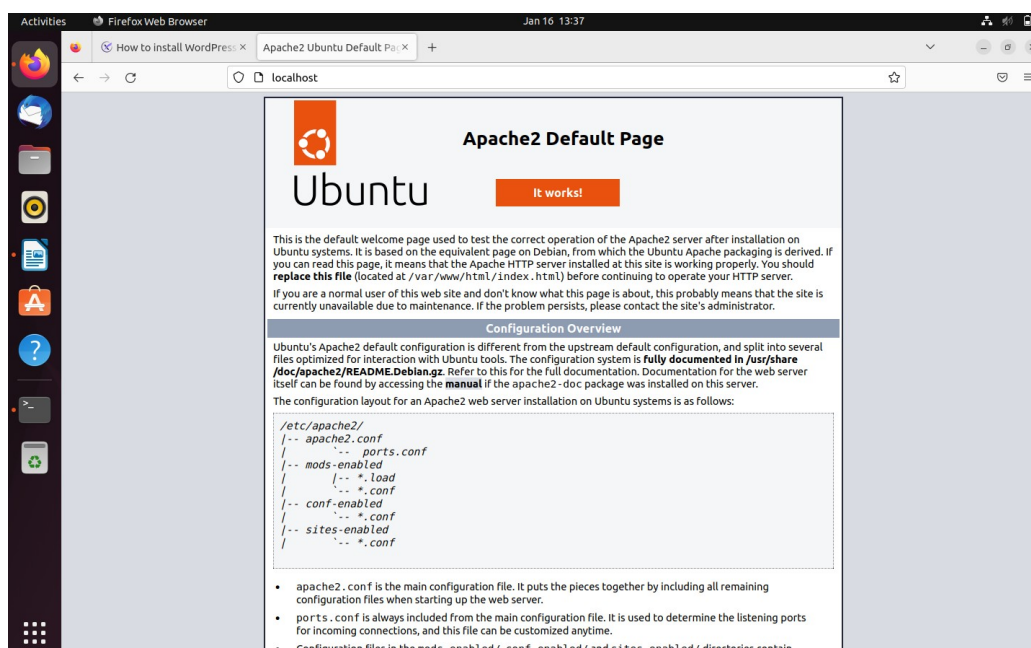 Activities Firefox Web Browser Jan 16 13:37
How to install WordPress Apache2 Ubuntu Default Pag
localhost
Ubuntu
Apache2 Default Page
It works!
This is the default welcome page used to test the correct operation of the Apache2 server after installation on
Ubuntu systems. It is based on the equivalent page on Debian, from which the Ubuntu Apache packaging is derived. If
you can read this page, it means that the Apache HTTP server installed at this site is working properly. You should
replace this file (located at /var/www/html/index.html) before continuing to operate your HTTP server.
If you are a normal user of this web site and don't know what this page is about, this probably means that the site is
currently unavailable due to maintenance. If the problem persists, please contact the site's administrator.
Configuration Overview
Ubuntu's Apache2 default configuration is different from the upstream default configuration, and split into several
files optimized for interaction with Ubuntu tools. The configuration system is fully documented in /usr/share
/doc/apache2/README.Debian.gz. Refer to this for the full documentation. Documentation for the web server
itself can be found by accessing the manual if the apache2-doc package was installed on this server.
The configuration layout for an Apache2 web server installation on Ubuntu systems is as follows:
/etc/apache2/
|-- apache2.conf
| `-- ports.conf
|-- mods-enabled
| |-- *.load
| `-- *.conf
|-- conf-enabled
| `-- *.conf
|-- sites-enabled
| `-- *.conf
• apache2.conf is the main configuration file. It puts the pieces together by including all remaining
configuration files when starting up the web server.
• ports.conf is always included from the main configuration file. It is used to determine the listening ports
for incoming connections, and this file can be customized anytime.
• Configuration files in the mods-enabled/, conf-enabled/ and sites-enabled/ directories contain